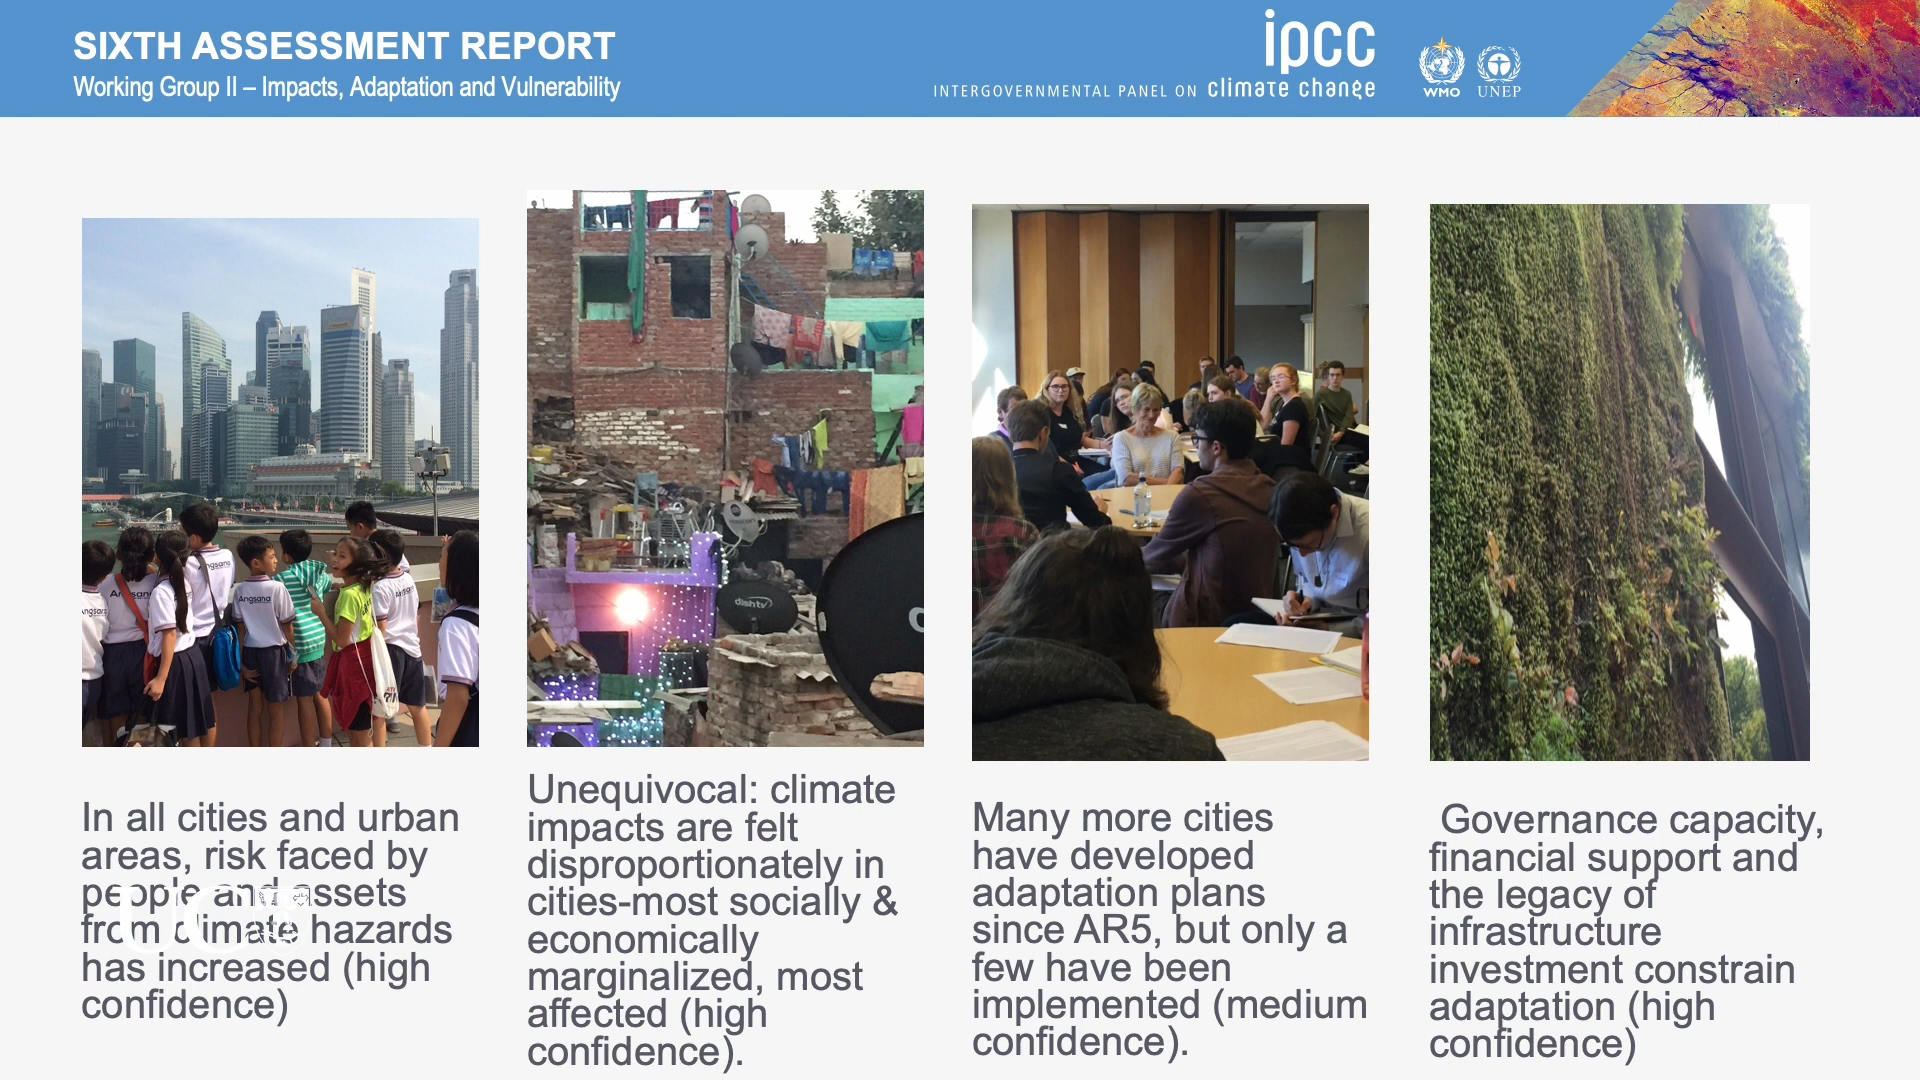 SIXTH ASSESSMENT REPORT
Working Group II – Impacts, Adaptation and Vulnerability
ipcc
INTERGOVERNMENTAL PANEL ON climate change
WMO
UNEP
Angsana
dishtv
In all cities and urban
areas, risk faced by
people and assets
from climate hazards
has increased (high
confidence)
UC
Unequivocal: climate
impacts are felt
disproportionately in
cities-most socially &
economically
marginalized, most
affected (high
confidence).
Many more cities
have developed
adaptation plans
since AR5, but only a
few have been
implemented (medium
confidence).
Governance capacity,
financial support and
the legacy of
infrastructure
investment constrain
adaptation (high
confidence)